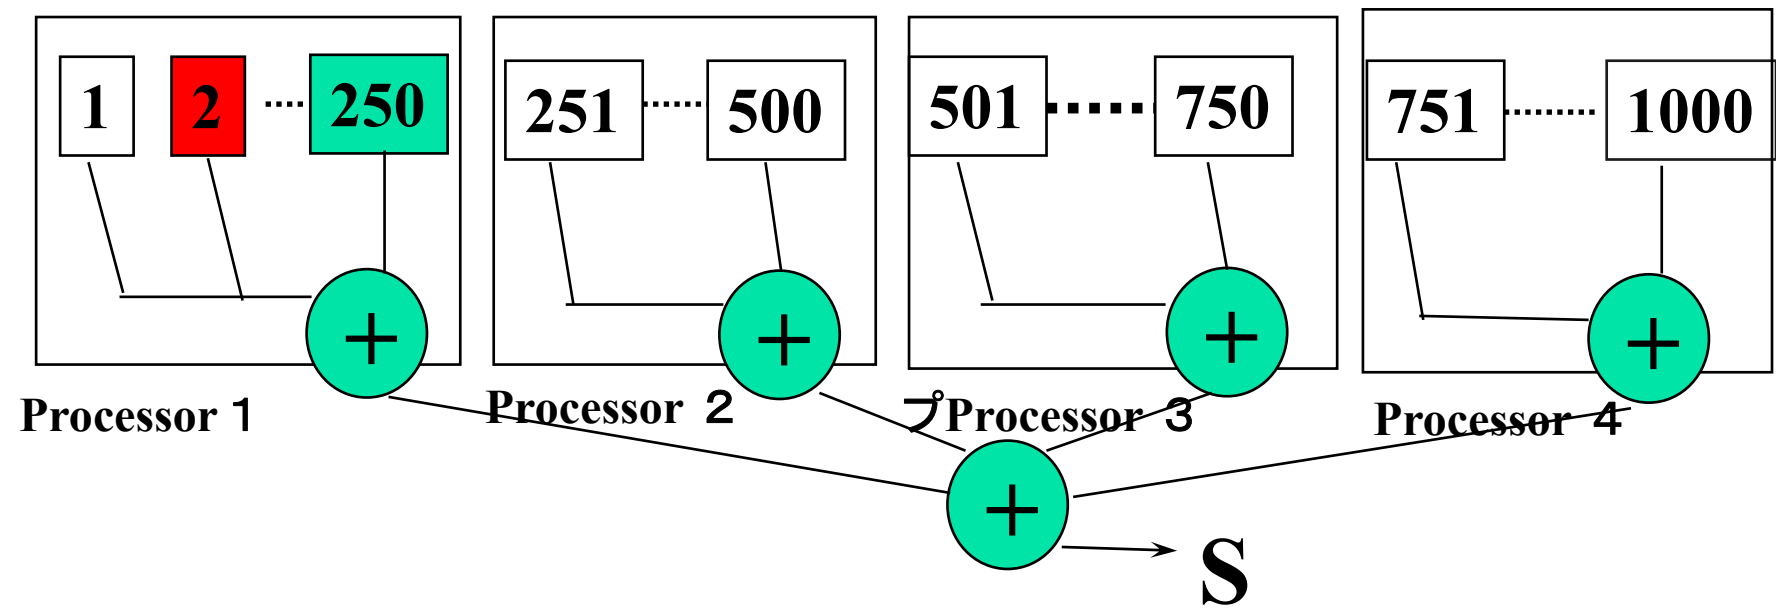 1 2 ..... 250 251 ........ 500 501 ........ 750 751 ......... 1000
+ + + +
Processor １ Processor ２ プProcessor ３ Processor ４
+
S